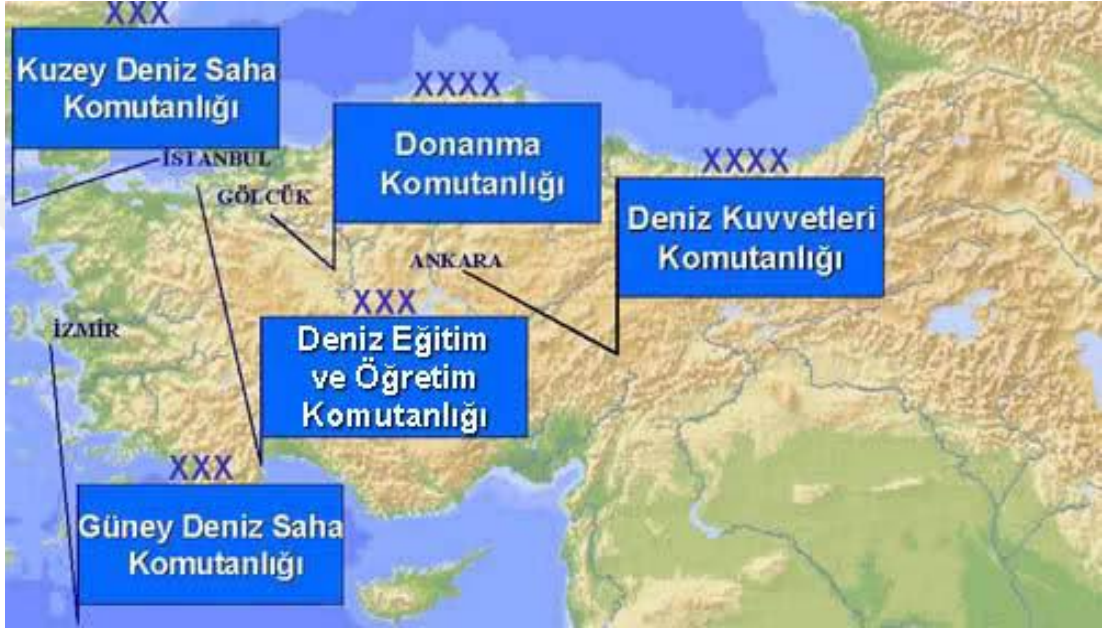 XXX
Kuzey Deniz Saha
Komutanlığı
XXXX
Donanma
Komutanlığı
XXXX
Deniz Kuvvetleri
Komutanlığı
İSTANBUL
GÖLCÜK
ANKARA
İZMİR
XXX
Deniz Eğitim
ve Öğretim
Komutanlığı
XXX
Güney Deniz Saha
Komutanlığı